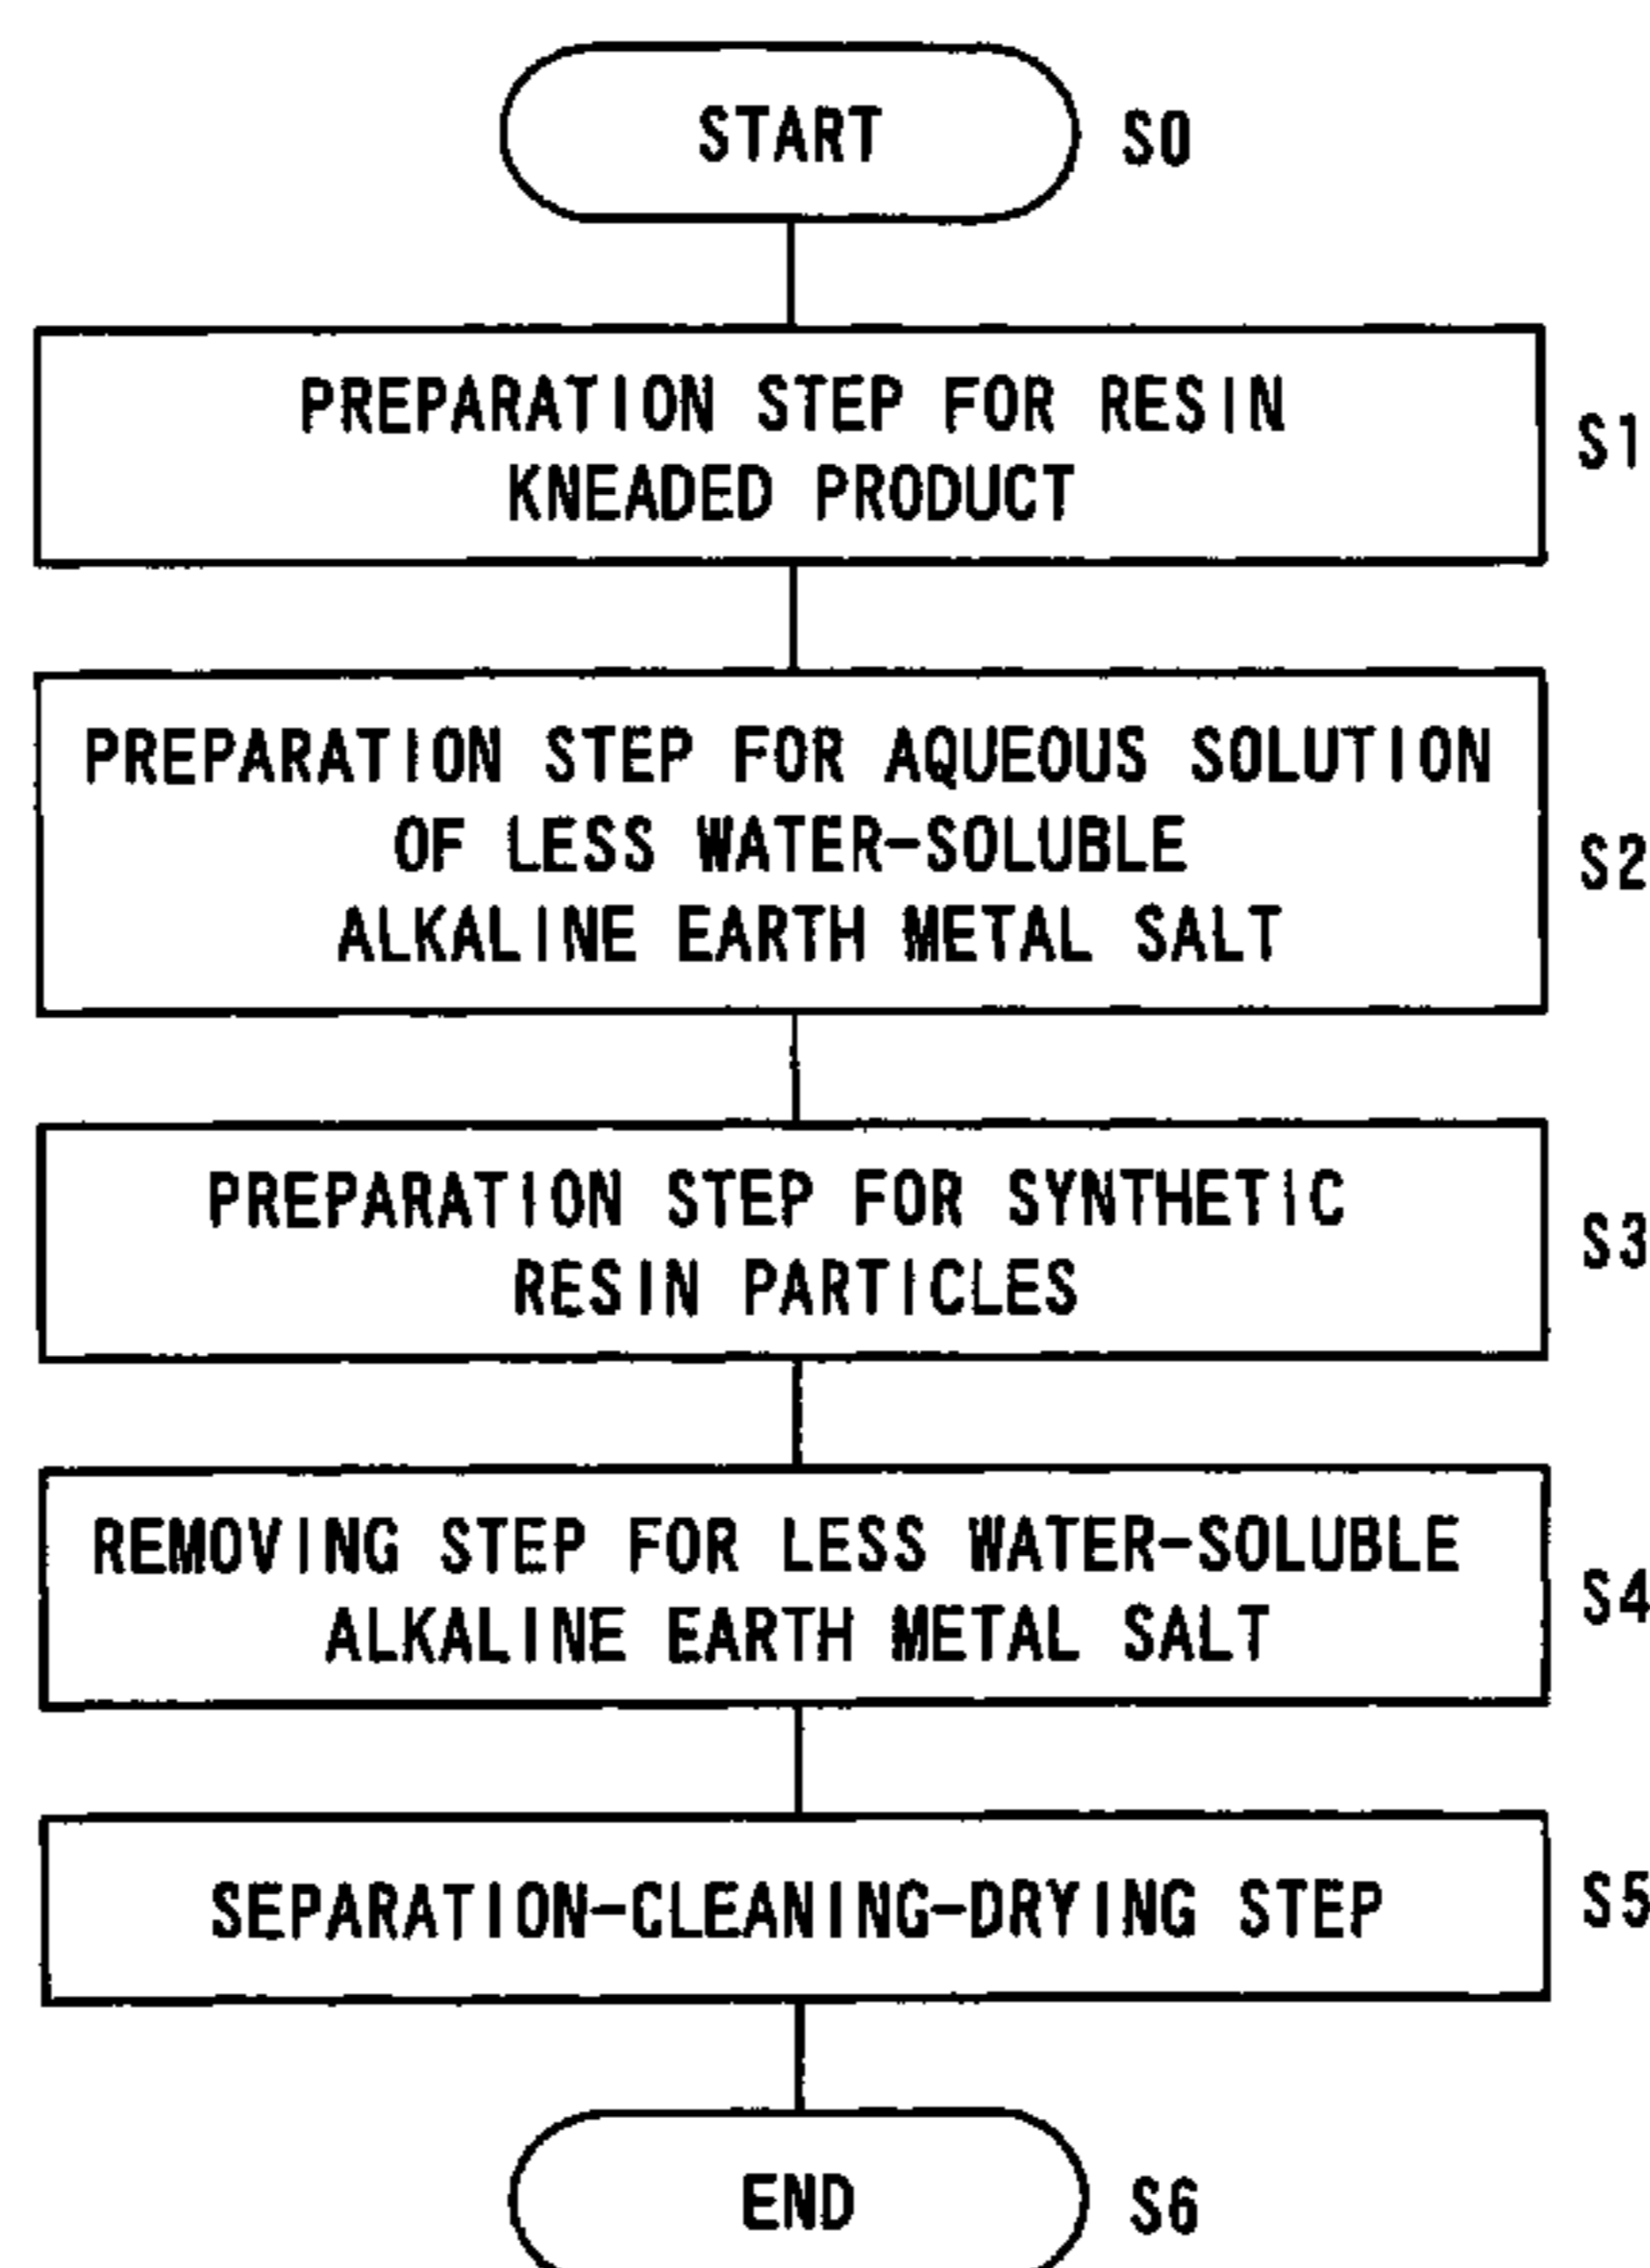 START S0
PREPARATION STEP FOR RESIN
KNEADED PRODUCT
S1
PREPARATION STEP FOR AQUEOUS SOLUTION
OF LESS WATER-SOLUBLE
ALKALINE EARTH METAL SALT
S2
PREPARATION STEP FOR SYNTHETIC
RESIN PARTICLES
S3
REMOVING STEP FOR LESS WATER-SOLUBLE
ALKALINE EARTH METAL SALT
S4
SEPARATION-CLEANING-DRYING STEP S5
END S6